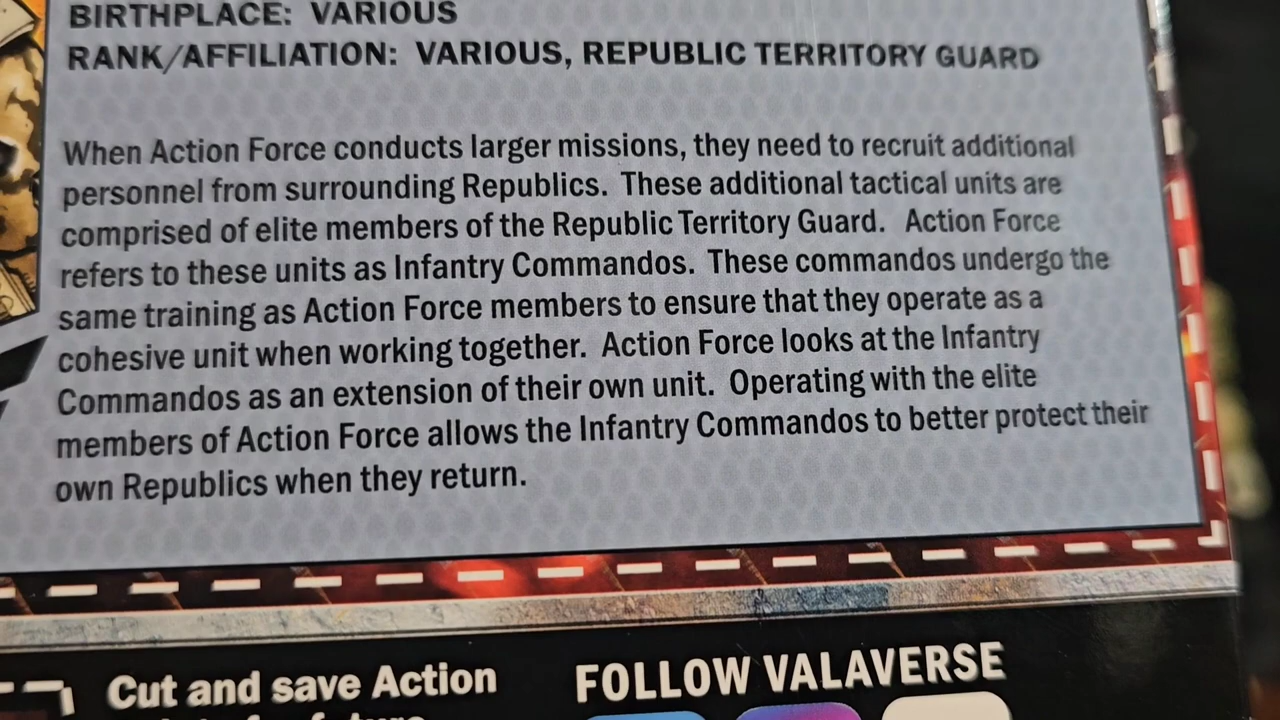 BIRTHPLACE: VARIOUS
RANK/AFFILIATION: VARIOUS, REPUBLIC TERRITORY GUARD
When Action Force conducts larger missions, they need to recruit additional
personnel from surrounding Republics. These additional tactical units are
comprised of elite members of the Republic Territory Guard. Action Force
refers to these units as Infantry Commandos. These commandos undergo the
same training as Action Force members to ensure that they operate as a
cohesive unit when working together. Action Force looks at the Infantry
Commandos as an extension of their own unit. Operating with the elite
members of Action Force allows the Infantry Commandos to better protect their
own Republics when they return.
Cut and save Action
FOLLOW VALAVERSE